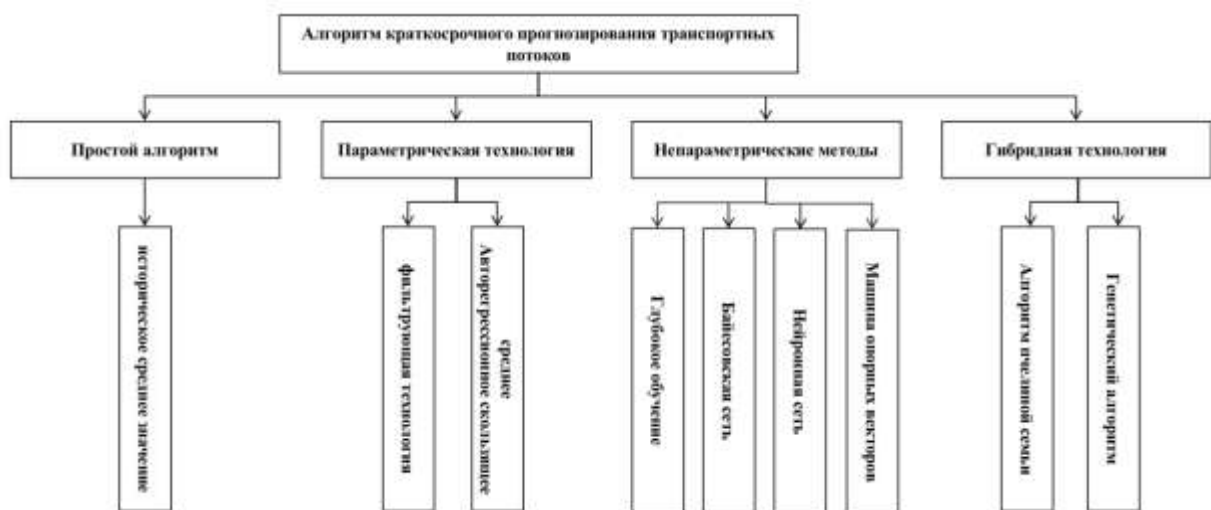 Алгоритм краткосрочного прогнозирования транспортных
потоков
Простой алгоритм
Параметрическая технология
Непараметрические методы
Гибридная технология
историческое среднее значение
фильтрующая технология
Авторегрессионное скользящее
среднее
Глубокое обучение
Байесовская сеть
Нейронная сеть
Машина опорных векторов
Алгоритм пчелиной семьи
Генетический алгоритм